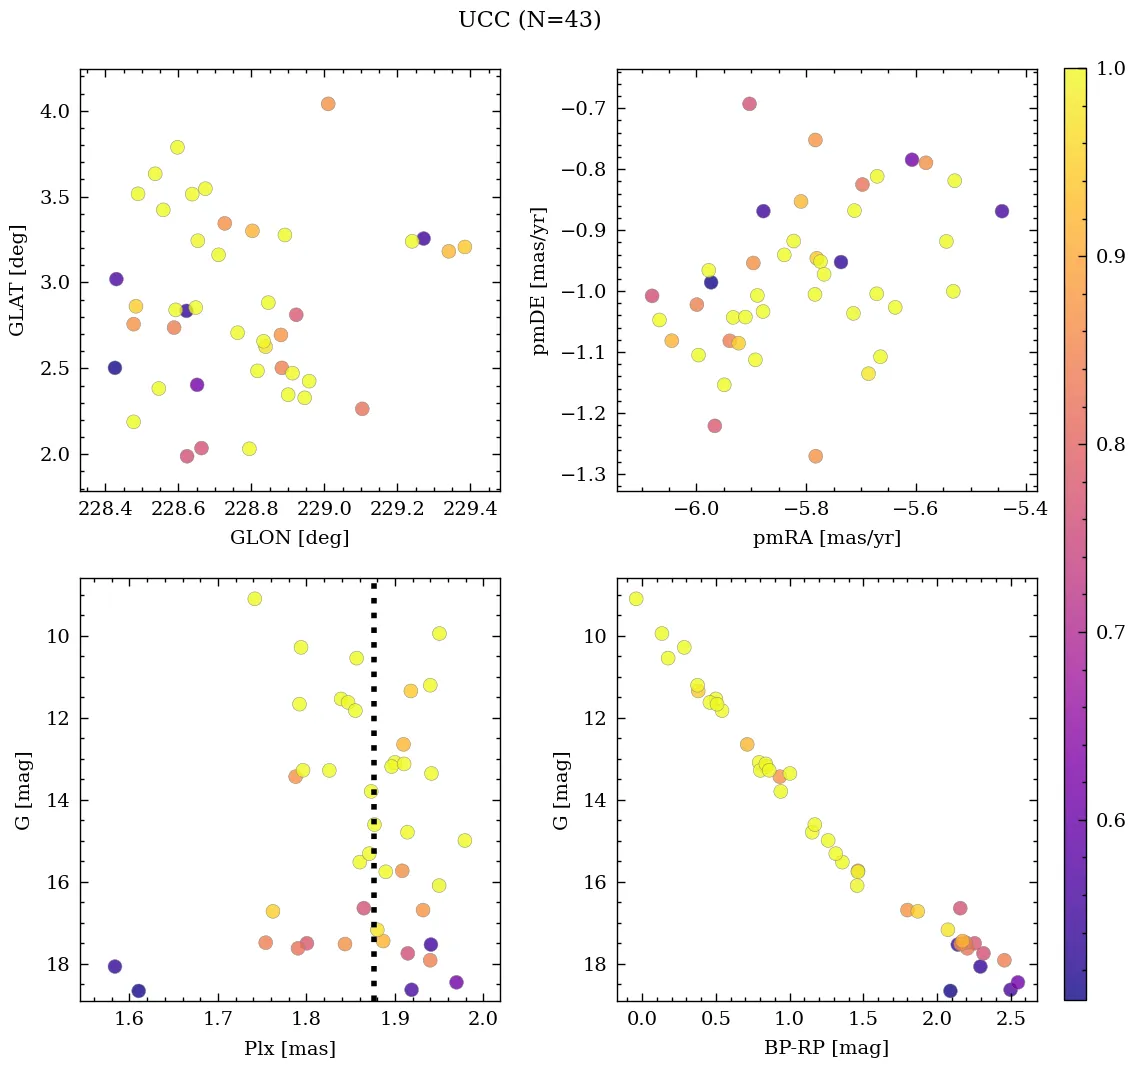 UCC (N=43)
4.0
3.5
3.0
2.5
2.0
GLAT [deg]
228.4 228.6 228.8 229.0 229.2 229.4
GLON [deg]
−0.7
−0.8
−0.9
−1.0
−1.1
−1.2
−1.3
pmDE [mas/yr]
−6.0 −5.8 −5.6 −5.4
pmRA [mas/yr]
10
12
14
16
18
G [mag]
1.6 1.7 1.8 1.9 2.0
Plx [mas]
10
12
14
16
18
G [mag]
0.0 0.5 1.0 1.5 2.0 2.5
BP-RP [mag]
1.0
0.9
0.8
0.7
0.6